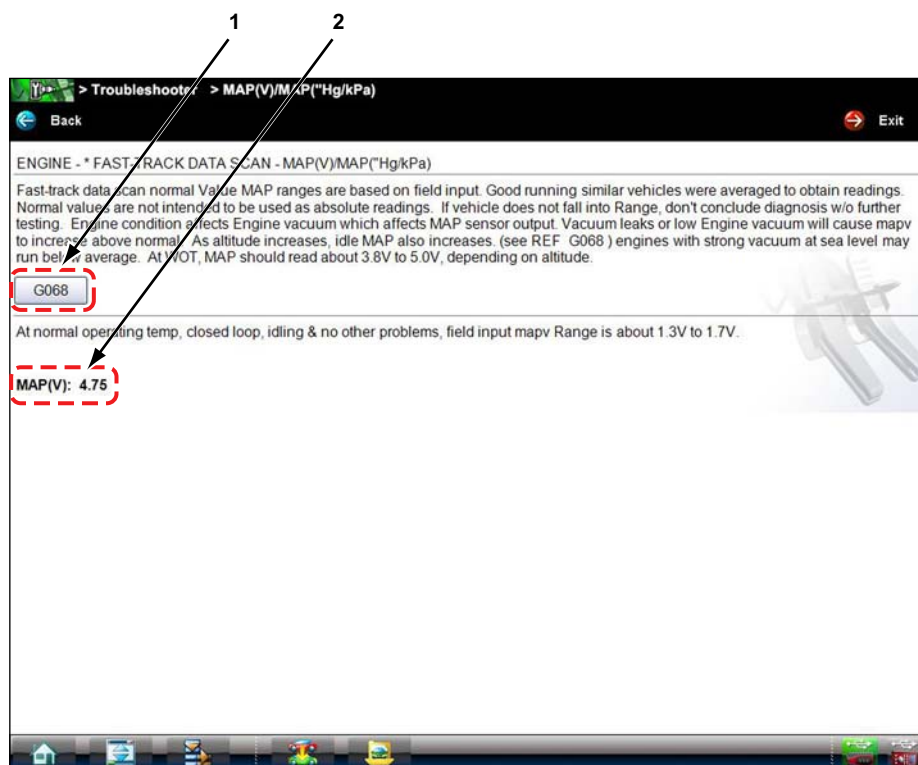 1 2
> Troubleshooter > MAP(V)/MAP("Hg/kPa)
Back Exit
ENGINE - * FAST-TRACK DATA SCAN - MAP(V)/MAP("Hg/kPa)
Fast-track data scan normal Value MAP ranges are based on field input. Good running similar vehicles were averaged to obtain readings.
Normal values are not intended to be used as absolute readings. If vehicle does not fall into Range, don't conclude diagnosis w/o further
testing. Engine condition affects Engine vacuum which affects MAP sensor output. Vacuum leaks or low Engine vacuum will cause mapv
to increase above normal. As altitude increases, idle MAP also increases. (see REF G068 ) engines with strong vacuum at sea level may
run below average. At WOT, MAP should read about 3.8V to 5.0V, depending on altitude.
G068
At normal operating temp, closed loop, idling & no other problems, field input mapv Range is about 1.3V to 1.7V.
MAP(V): 4.75